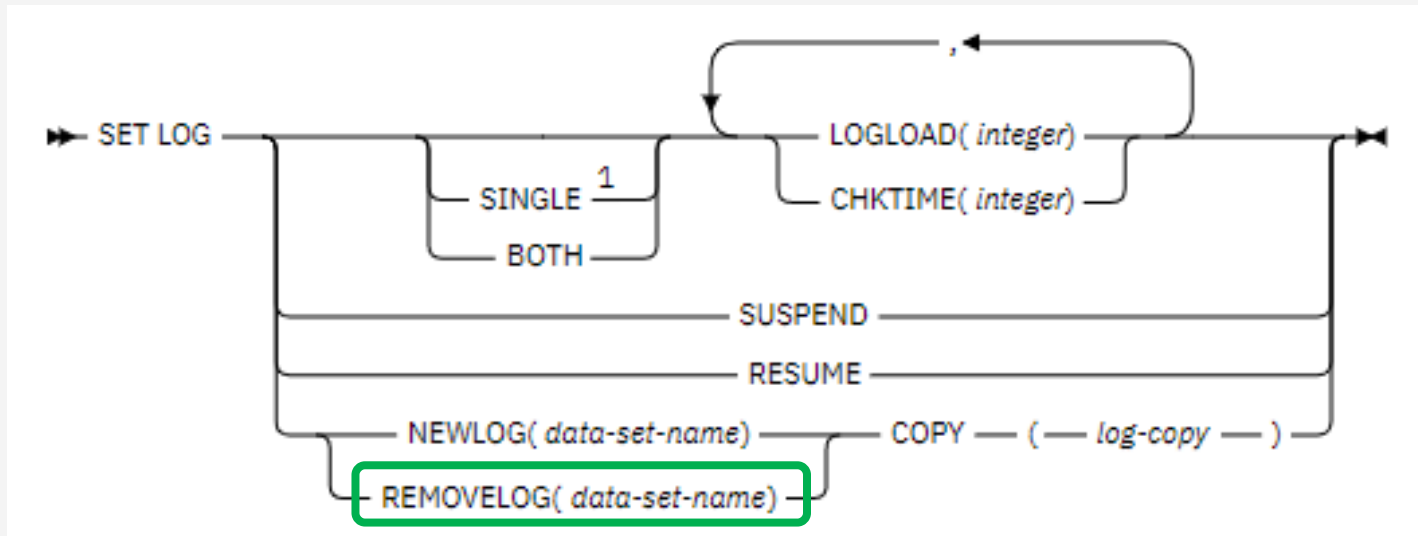 ,
SET LOG LOGLOAD( integer)
SINGLE 1 CHKTIME( integer)
BOTH
SUSPEND
RESUME
NEWLOG( data-set-name) COPY ( log-copy )
REMOVELOG( data-set-name)